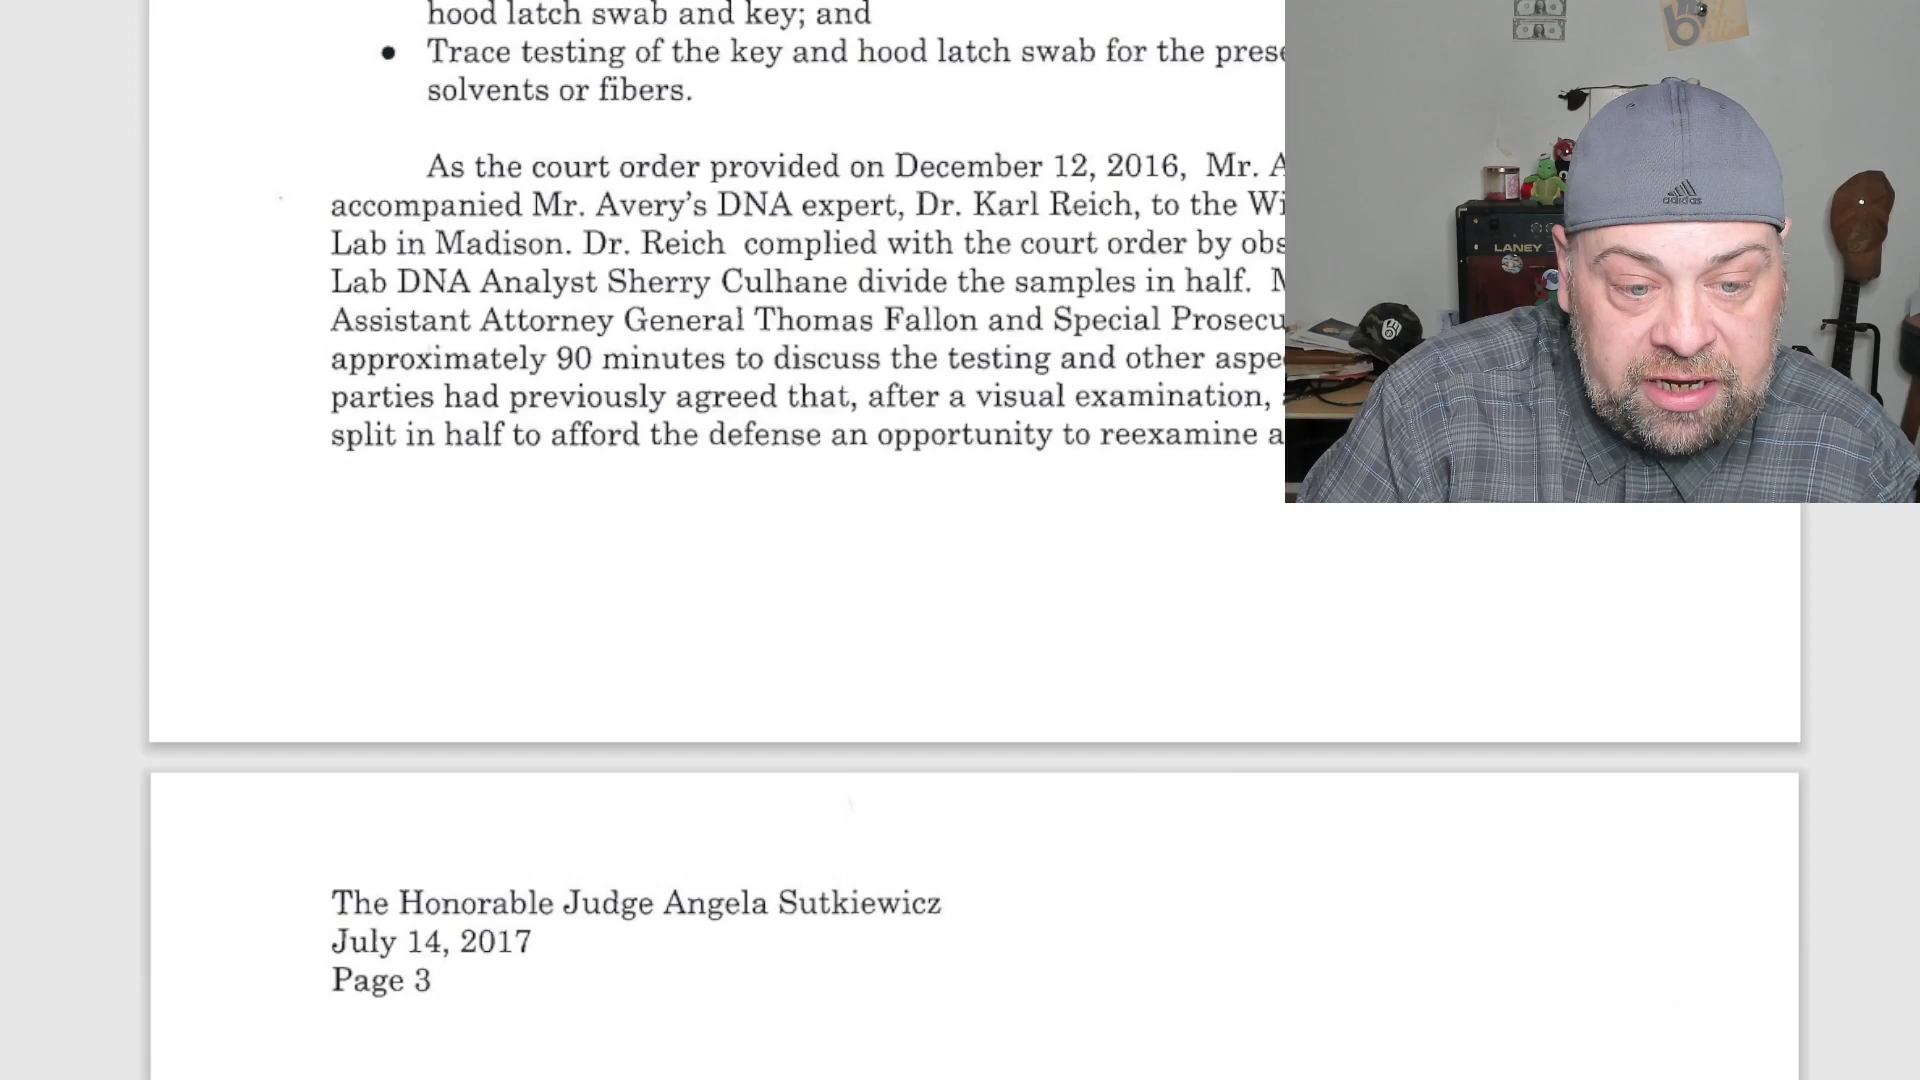 hood latch swab and key; and
• Trace testing of the key and hood latch swab for the
solvents or fibers.
As the court order provided on December 12, 2016, Mr.
accompanied Mr. Avery's DNA expert, Dr. Karl Reich, to the
Lab in Madison. Dr. Reich complied with the court order by
Lab DNA Analyst Sherry Culhane divide the samples in half.
Assistant Attorney General Thomas Fallon and Special
approximately 90 minutes to discuss the testing and other
parties had previously agreed that, after a visual examination,
split in half to afford the defense an opportunity to reexamine
The Honorable Judge Angela Sutkiewicz
July 14, 2017
Page 3
adidas
LANEY